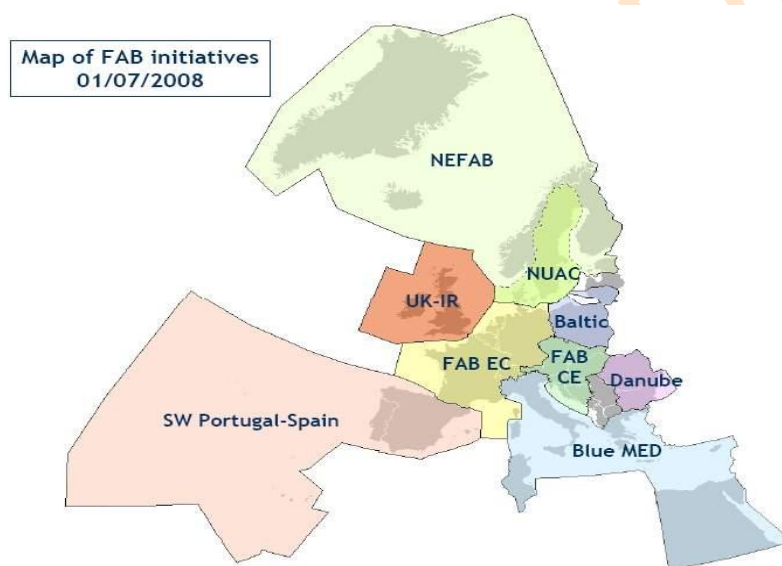 Map of FAB initiatives
01/07/2008
NEFAB
NUAC
UK-IR
Baltic
FAB EC
FAB
CE
Danube
SW Portugal-Spain
Blue MED